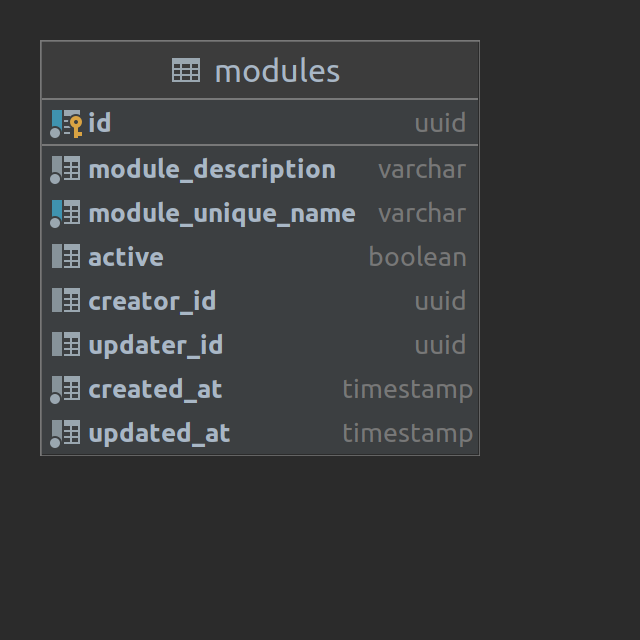 modules
id uuid
module_description varchar
module_unique_name varchar
active boolean
creator_id uuid
updater_id uuid
created_at timestamp
updated_at timestamp